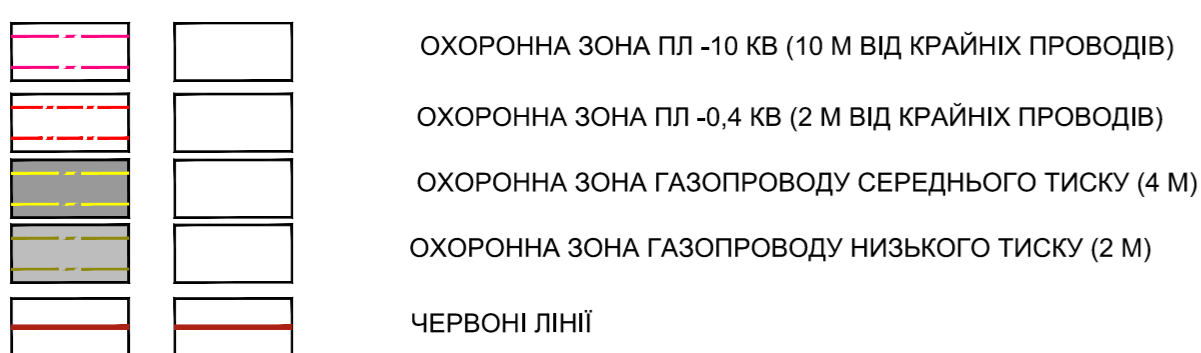 ОХОРОННА ЗОНА ПЛ -10 КВ (10 М ВІД КРАЙНІХ ПРОВОДІВ)
ОХОРОННА ЗОНА ПЛ -0,4 КВ (2 М ВІД КРАЙНІХ ПРОВОДІВ)
ОХОРОННА ЗОНА ГАЗОПРОВОДУ СЕРЕДНЬОГО ТИСКУ (4 М)
ОХОРОННА ЗОНА ГАЗОПРОВОДУ НИЗЬКОГО ТИСКУ (2 М)
ЧЕРВОНІ ЛІНІЇ